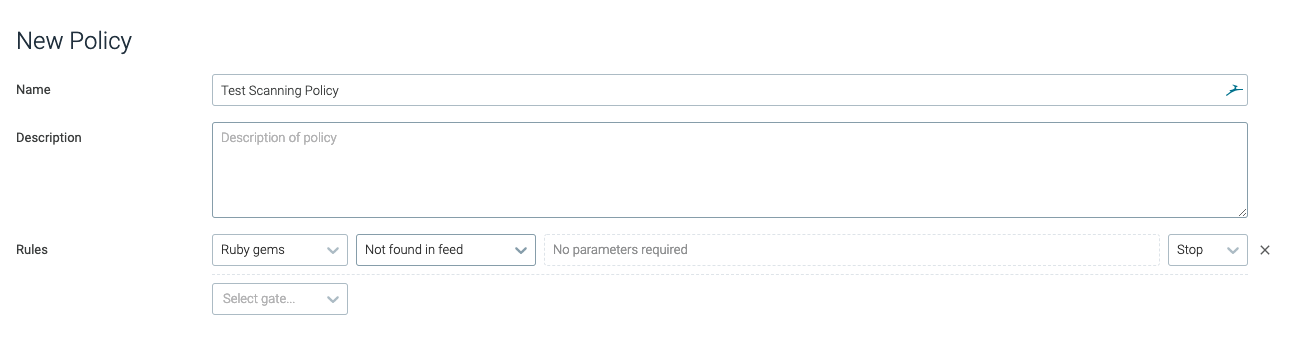 New Policy
Name
Test Scanning Policy
Description
Description of policy
Rules
Ruby gems
Not found in feed
No parameters required
Stop
Select gate...